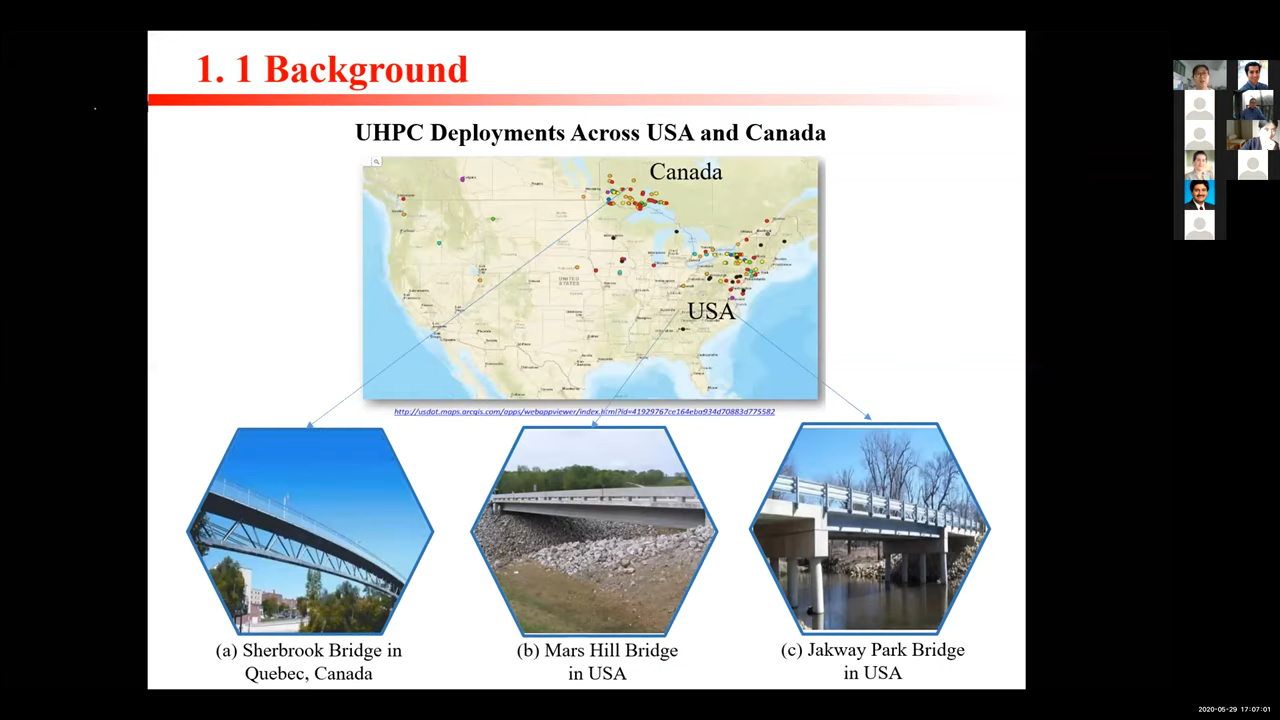 1. 1 Background
UHPC Deployments Across USA and Canada
Canada
UNITED
STATES
USA
http://usdot.maps.arcgis.com/apps/webappviewer/index.html?id=41929767ce164eba934d70883d775582
(a) Sherbrook Bridge in
Quebec, Canada
(b) Mars Hill Bridge
in USA
(c) Jakway Park Bridge
in USA
2020-05-29 17:07:01